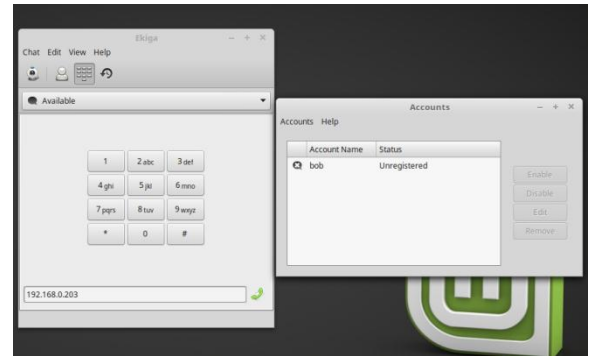 Ekiga
Chat Edit View Help
Available
1 2 abc 3 def
4 ghi 5 jkl 6 mno
7 pqrs 8 tuv 9 wxyz
* 0 #
192.168.0.203
Accounts
Accounts Help
Account Name Status
bob Unregistered
Enable
Disable
Edit
Remove